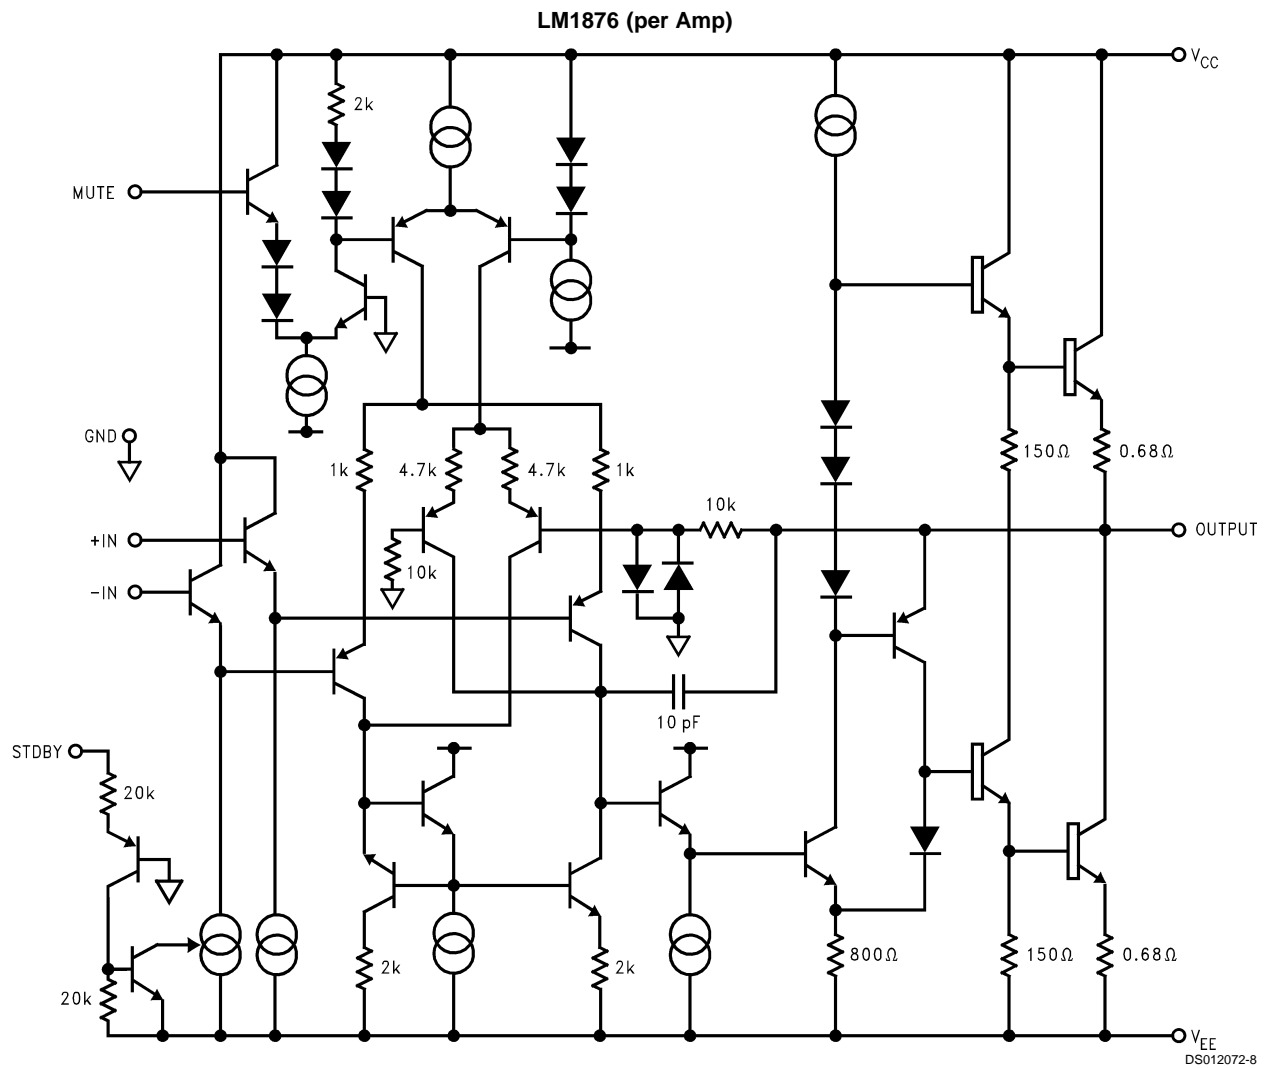 LM1876 (per Amp)
VCC
2k
MUTE
GND
1k
4.7k
4.7k
1k
150Ω
0.68Ω
10k
OUTPUT
+IN
10k
−IN
10 pF
STDBY
20k
2k
2k
800Ω
150Ω
0.68Ω
20k
VEE
DS012072-8